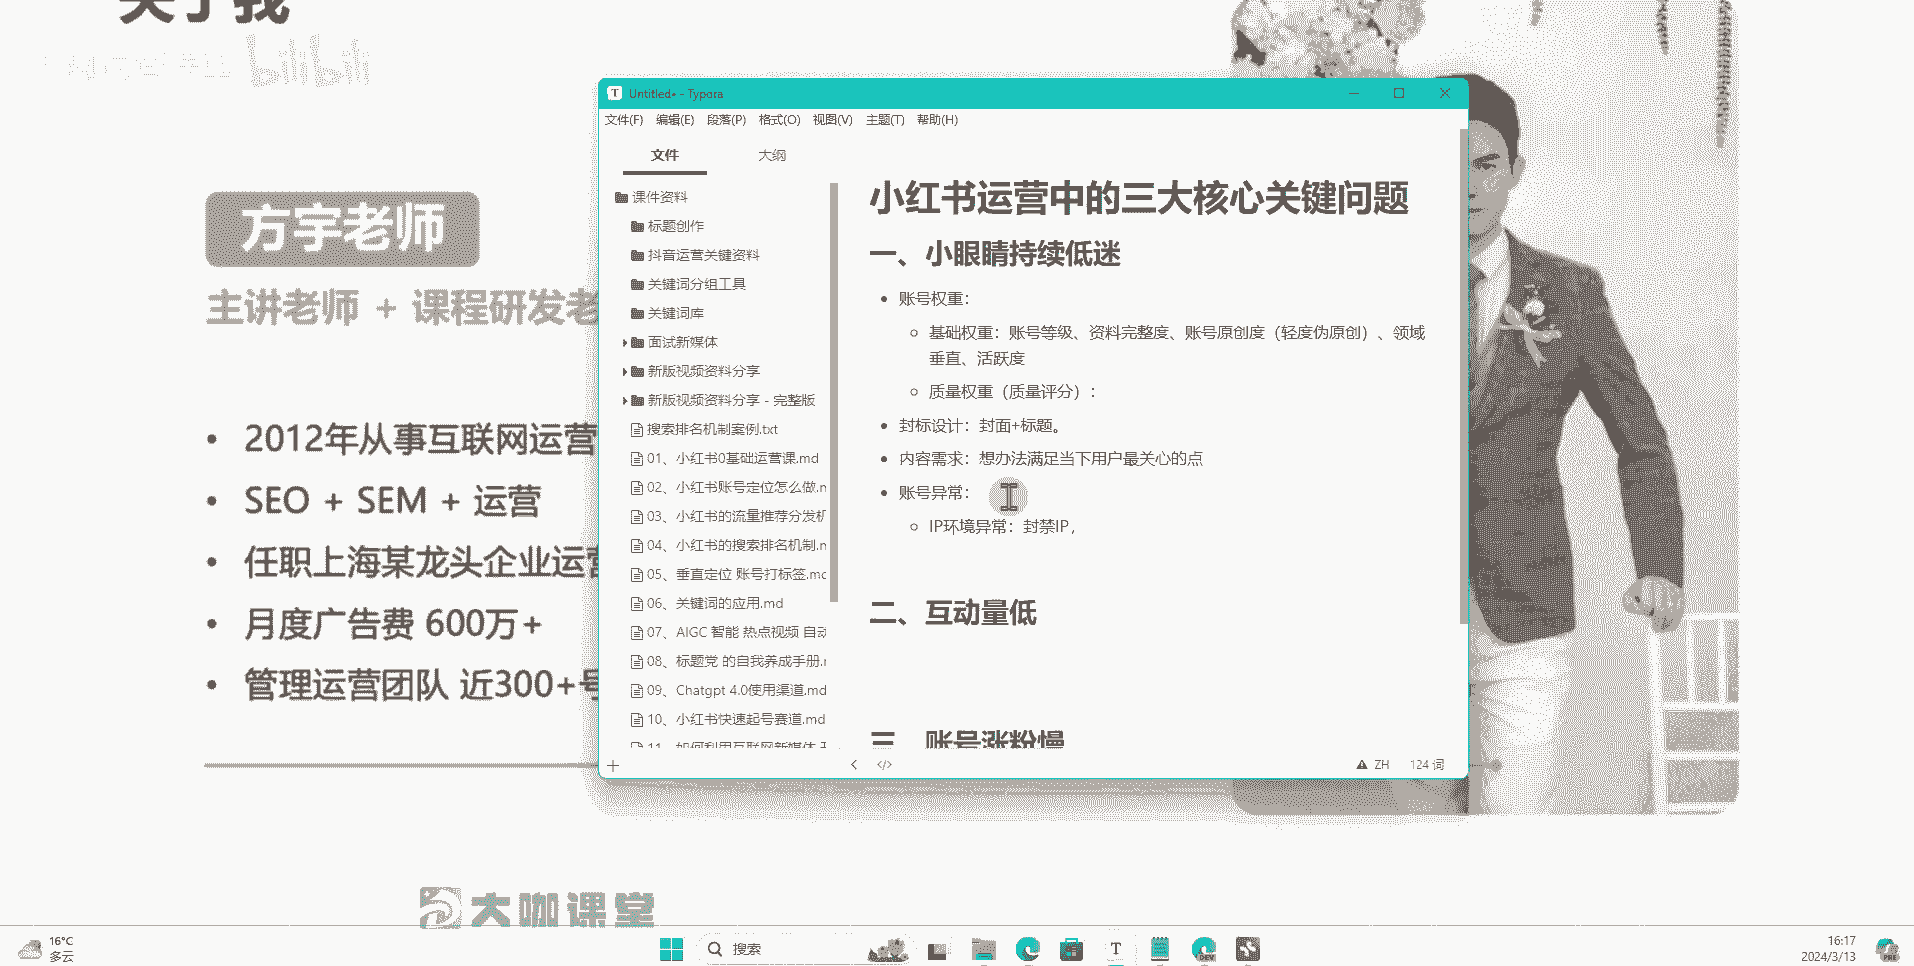 关于我
bilibili
方宇老师
主讲老师 + 课程研发老
2012年从事互联网运营
SEO + SEM + 运营
任职上海某龙头企业运营
月度广告费 600万+
管理运营团队 近300+号
Untitled• - Typora
文件(F) 编辑(E) 段落(P) 格式(O) 视图(V) 主题(T) 帮助(H)
文件 大纲
课件资料
标题创作
抖音运营关键资料
关键词分组工具
关键词库
面试新媒体
新版视频资料分享
新版视频资料分享 - 完整版
搜索排名机制案例.txt
01、小红书0基础运营课.md
02、小红书账号定位怎么做.m
03、小红书的流量推荐分发机
04、小红书的搜索排名机制.m
05、垂直定位 账号打标签.md
06、关键词的应用.md
07、AIGC 智能 热点视频 自动
08、标题党 的自我养成手册.m
09、Chatgpt 4.0使用渠道.md
10、小红书快速起号赛道.md
11、如何利用互联网新媒体
小红书运营中的三大核心关键问题
一、小眼睛持续低迷
账号权重：
基础权重：账号等级、资料完整度、账号原创度（轻度伪原创）、领域
垂直、活跃度
质量权重（质量评分）：
封标设计：封面+标题。
内容需求：想办法满足当下用户最关心的点
账号异常：
IP环境异常：封禁IP，
二、互动量低
三、账号涨粉慢
ZH 124 词
大咖课堂
16°C
多云
搜索
16:17
2024/3/13